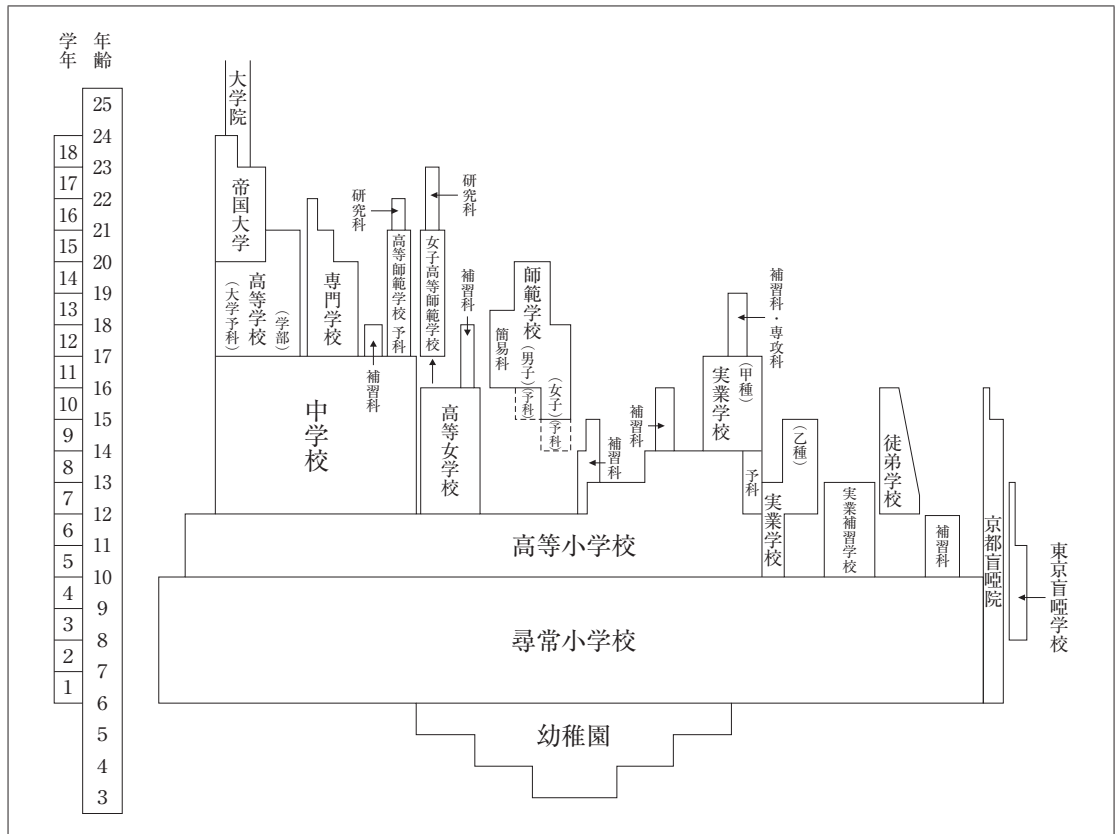 学年
年齢
25
24
23
22
21
20
19
18
17
16
15
14
13
12
11
10
9
8
7
6
5
4
3
18
17
16
15
14
13
12
11
10
9
8
7
6
5
4
3
2
1
大学院
帝国大学
高等学校
(大学予科)
(学部)
専門学校
補習科
研究科
高等師範学校
予科
研究科
女子高等師範学校
補習科
師範学校
簡易科
(男子)
(予科)
(女子)
(予科)
補習科・専攻科
実業学校
(甲種)
補習科
補習科
中学校
高等女学校
予科
実業学校
(乙種)
実業補習学校
徒弟学校
補習科
京都盲啞院
東京盲啞学校
高等小学校
尋常小学校
幼稚園